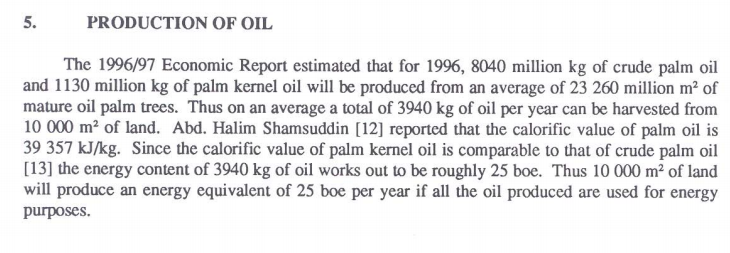 5. PRODUCTION OF OIL
The 1996/97 Economic Report estimated that for 1996, 8040 million kg of crude palm oil
and 1130 million kg of palm kernel oil will be produced from an average of 23 260 million m² of
mature oil palm trees. Thus on an average a total of 3940 kg of oil per year can be harvested from
10 000 m² of land. Abd. Halim Shamsuddin [12] reported that the calorific value of palm oil is
39 357 kJ/kg. Since the calorific value of palm kernel oil is comparable to that of crude palm oil
[13] the energy content of 3940 kg of oil works out to be roughly 25 boe. Thus 10 000 m² of land
will produce an energy equivalent of 25 boe per year if all the oil produced are used for energy
purposes.